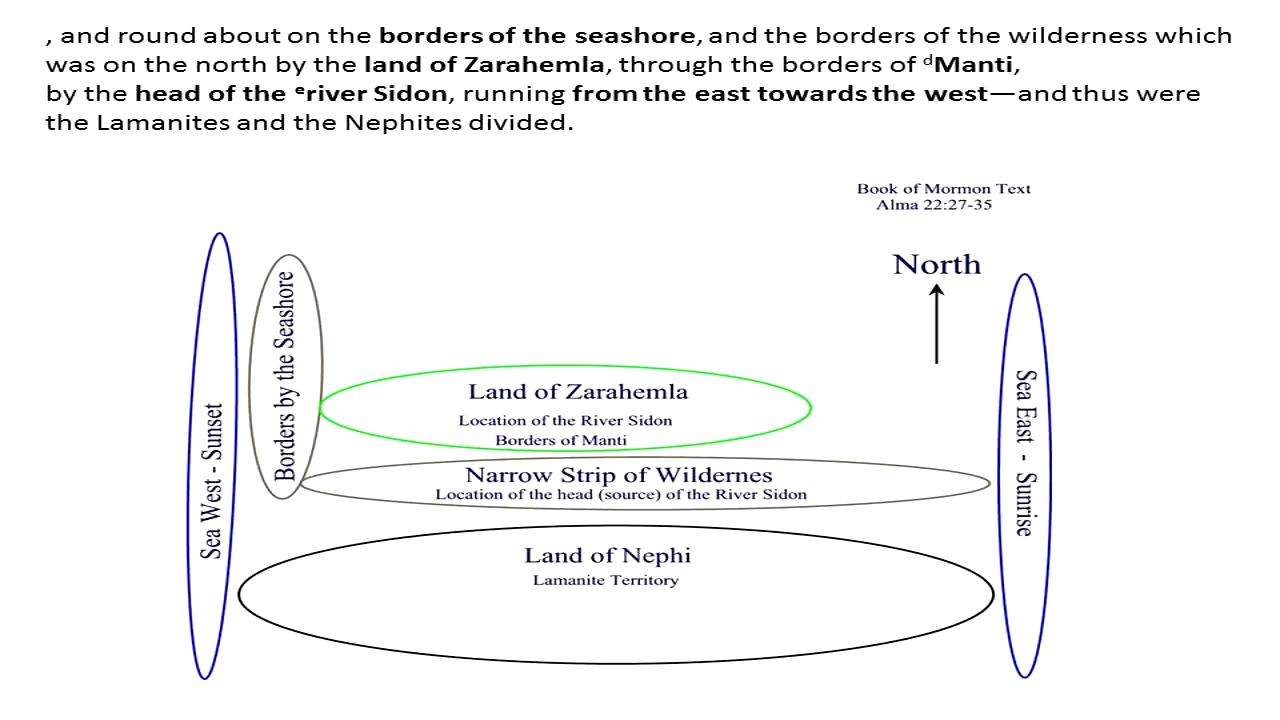 , and round about on the borders of the seashore, and the borders of the wilderness which
was on the north by the land of Zarahemla, through the borders of ᵈManti,
by the head of the ᵉriver Sidon, running from the east towards the west—and thus were
the Lamanites and the Nephites divided.
Book of Mormon Text
Alma 22:27-35
North
Sea West - Sunset
Borders by the Seashore
Land of Zarahemla
Location of the River Sidon
Borders of Manti
Narrow Strip of Wildernes
Location of the head (source) of the River Sidon
Land of Nephi
Lamanite Territory
Sea East - Sunrise